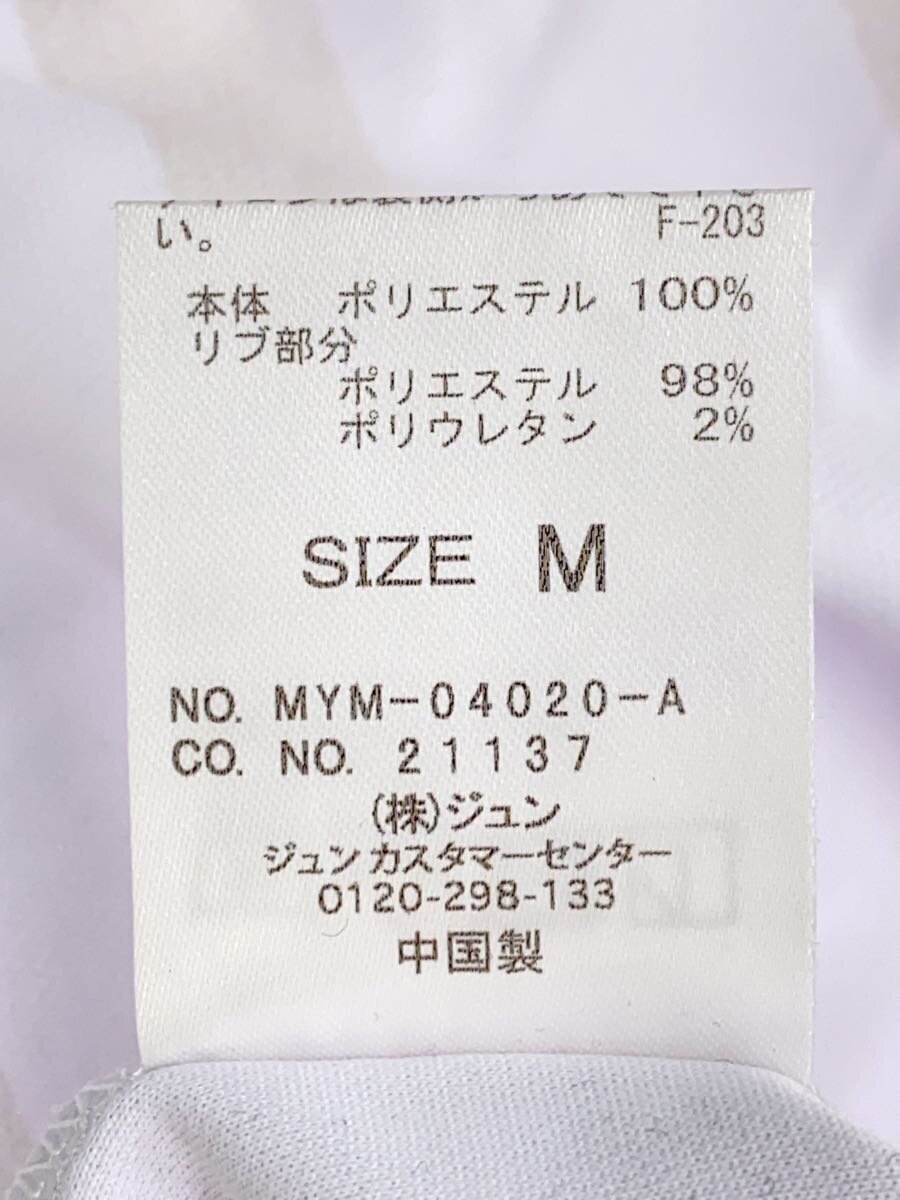 い。
F-203
本体 ポリエステル 100%
リブ部分
ポリエステル 98%
ポリウレタン 2%
SIZE M
NO. MYM-04020-A
CO. NO. 21137
(株)ジュン
ジュンカスタマーセンター
0120-298-133
中国製